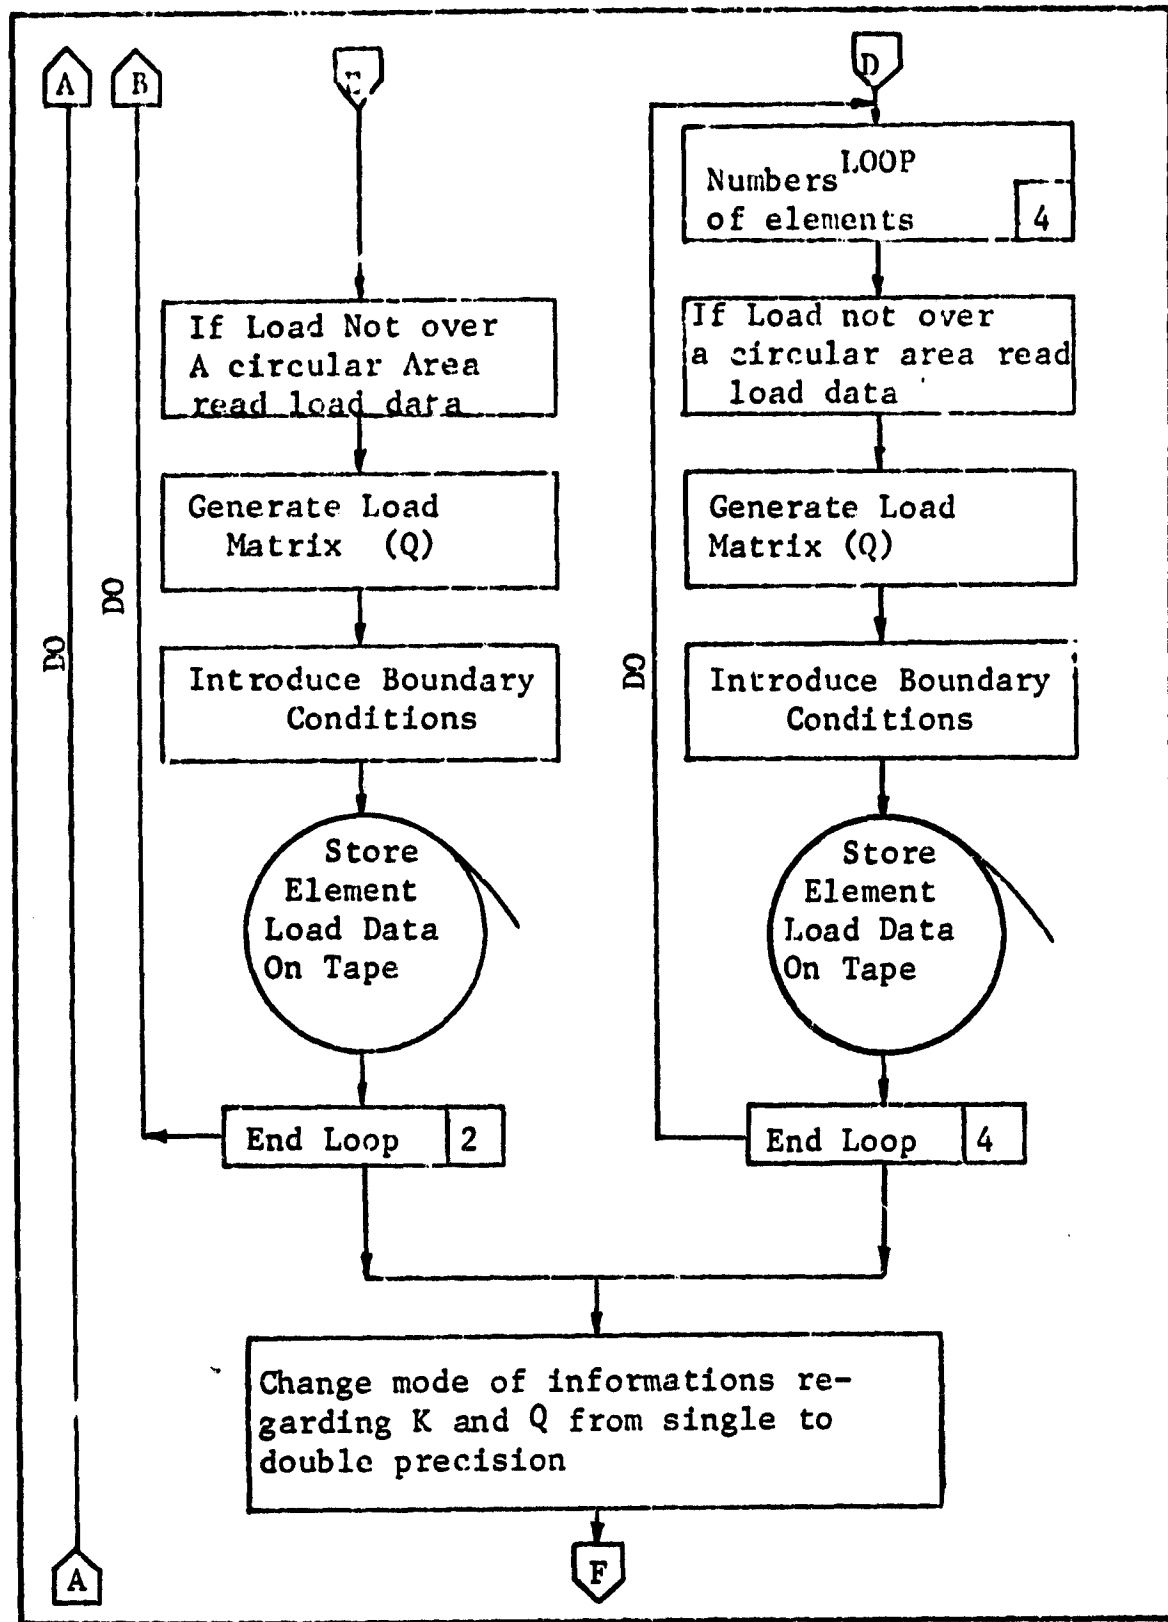 A
B
D
LOOP
Numbers
of elements
4
If Load Not over
A circular Area
read load data
If Load not over
a circular area read
load data
Generate Load
Matrix (Q)
Generate Load
Matrix (Q)
DO
DO
DO
Introduce Boundary
Conditions
Introduce Boundary
Conditions
Store
Element
Load Data
On Tape
Store
Element
Load Data
On Tape
End Loop 2
End Loop 4
Change mode of informations re-
garding K and Q from single to
double precision
A
F